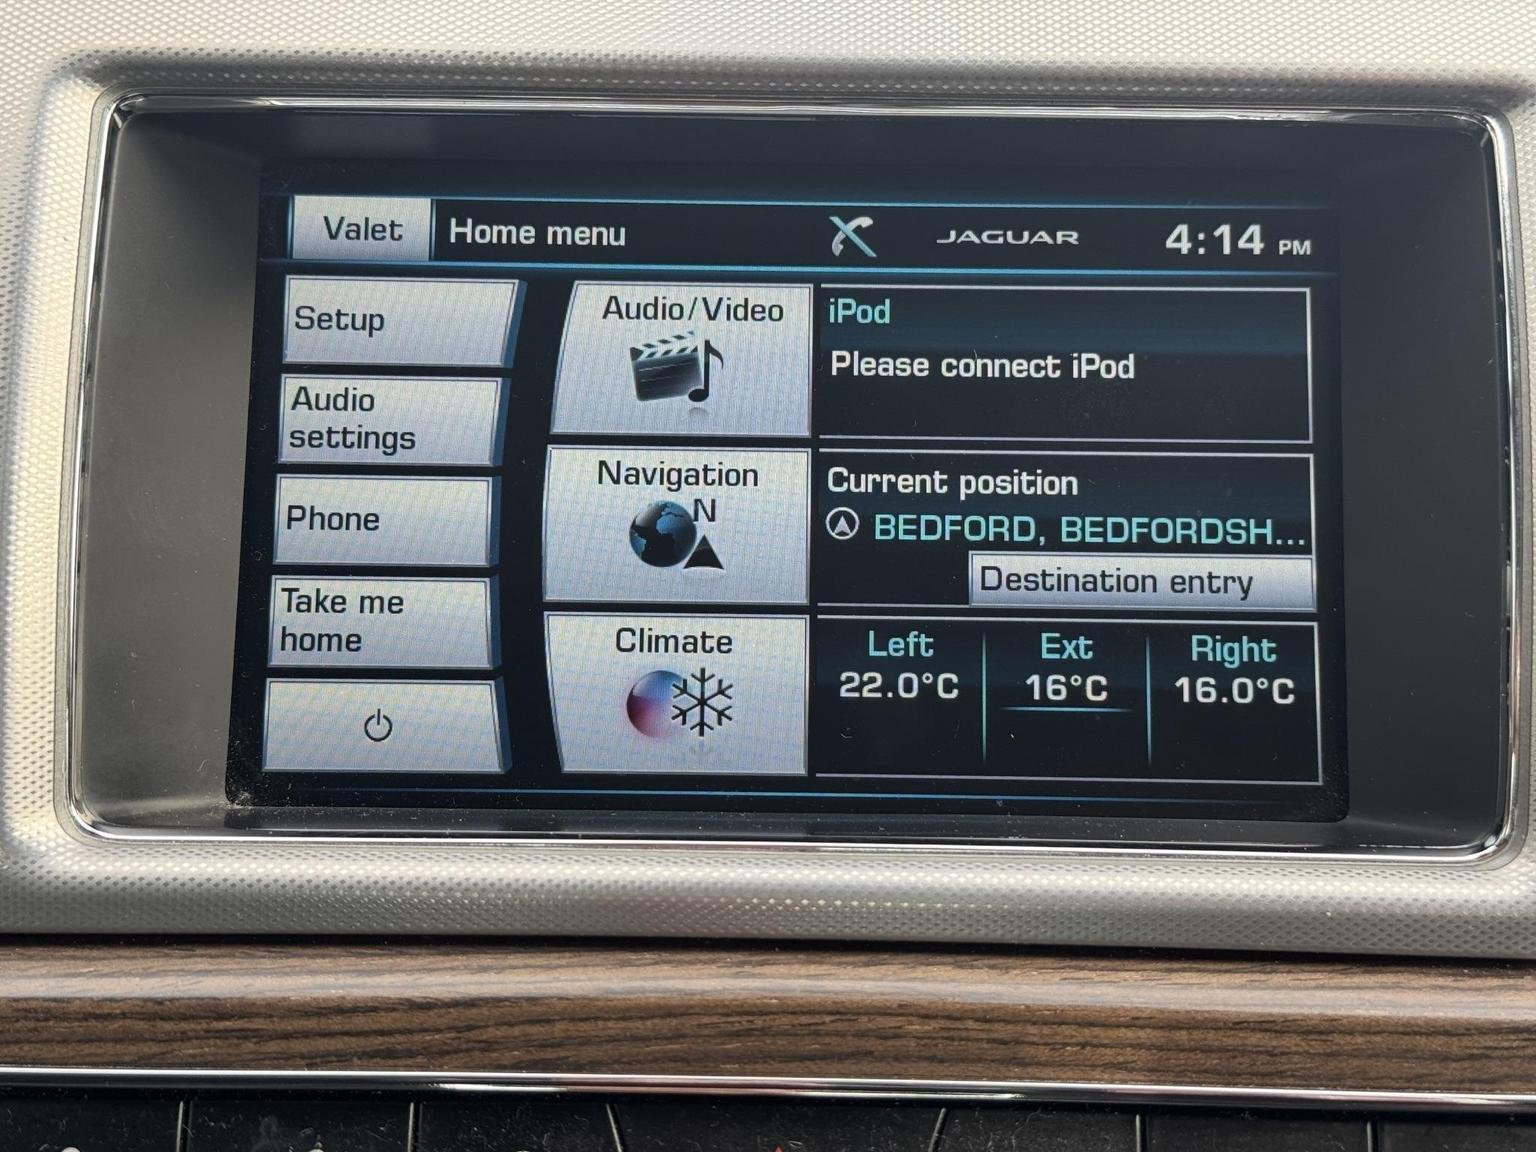 Valet
Home menu
JAGUAR
4:14 PM
Setup
Audio
settings
Phone
Take me
home
Audio/Video
Navigation
N
Climate
iPod
Please connect iPod
Current position
BEDFORD, BEDFORDSH...
Destination entry
Left
22.0°C
Ext
16°C
Right
16.0°C